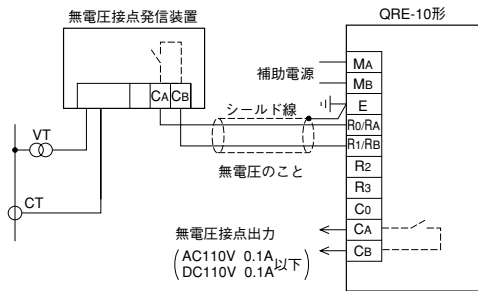 無電圧接点発信装置
CA CB
VT
CT
シールド線
無電圧のこと
補助電源
無電圧接点出力
(AC110V 0.1A
DC110V 0.1A以下)
QRE-10形
MA
MB
E
R0/RA
R1/RB
R2
R3
C0
CA
CB